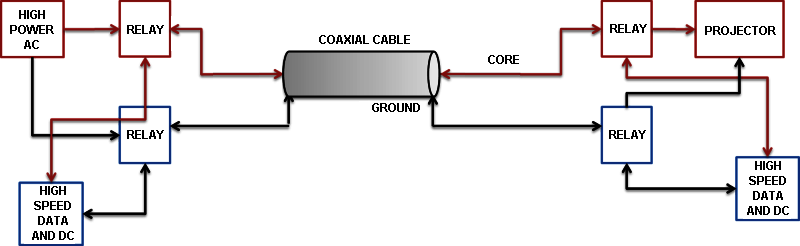 HIGH
POWER
AC
RELAY
COAXIAL CABLE
CORE
RELAY
PROJECTOR
GROUND
RELAY
RELAY
HIGH
SPEED
DATA
AND DC
HIGH
SPEED
DATA
AND DC